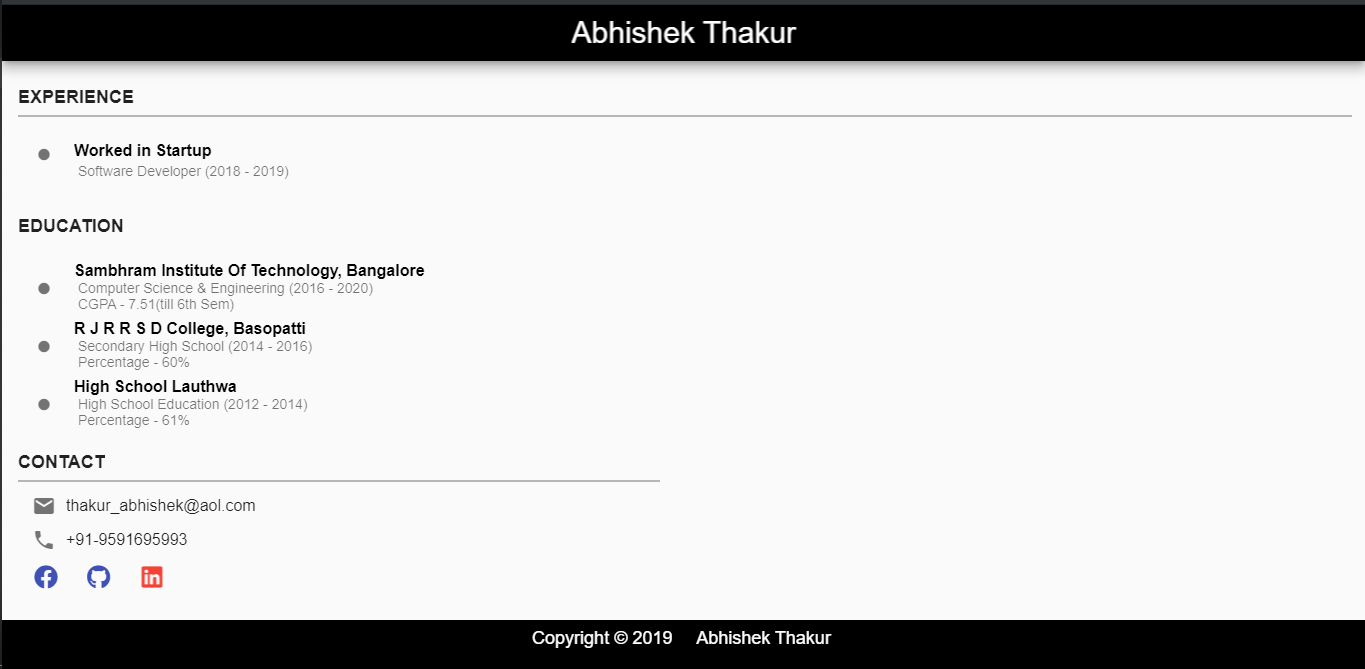 Abhishek Thakur
EXPERIENCE
Worked in Startup
Software Developer (2018 - 2019)
EDUCATION
Sambhram Institute Of Technology, Bangalore
Computer Science & Engineering (2016 - 2020)
CGPA - 7.51(till 6th Sem)
R J R R S D College, Basopatti
Secondary High School (2014 - 2016)
Percentage - 60%
High School Lauthwa
High School Education (2012 - 2014)
Percentage - 61%
CONTACT
thakur_abhishek@aol.com
+91-9591695993
Copyright © 2019 Abhishek Thakur